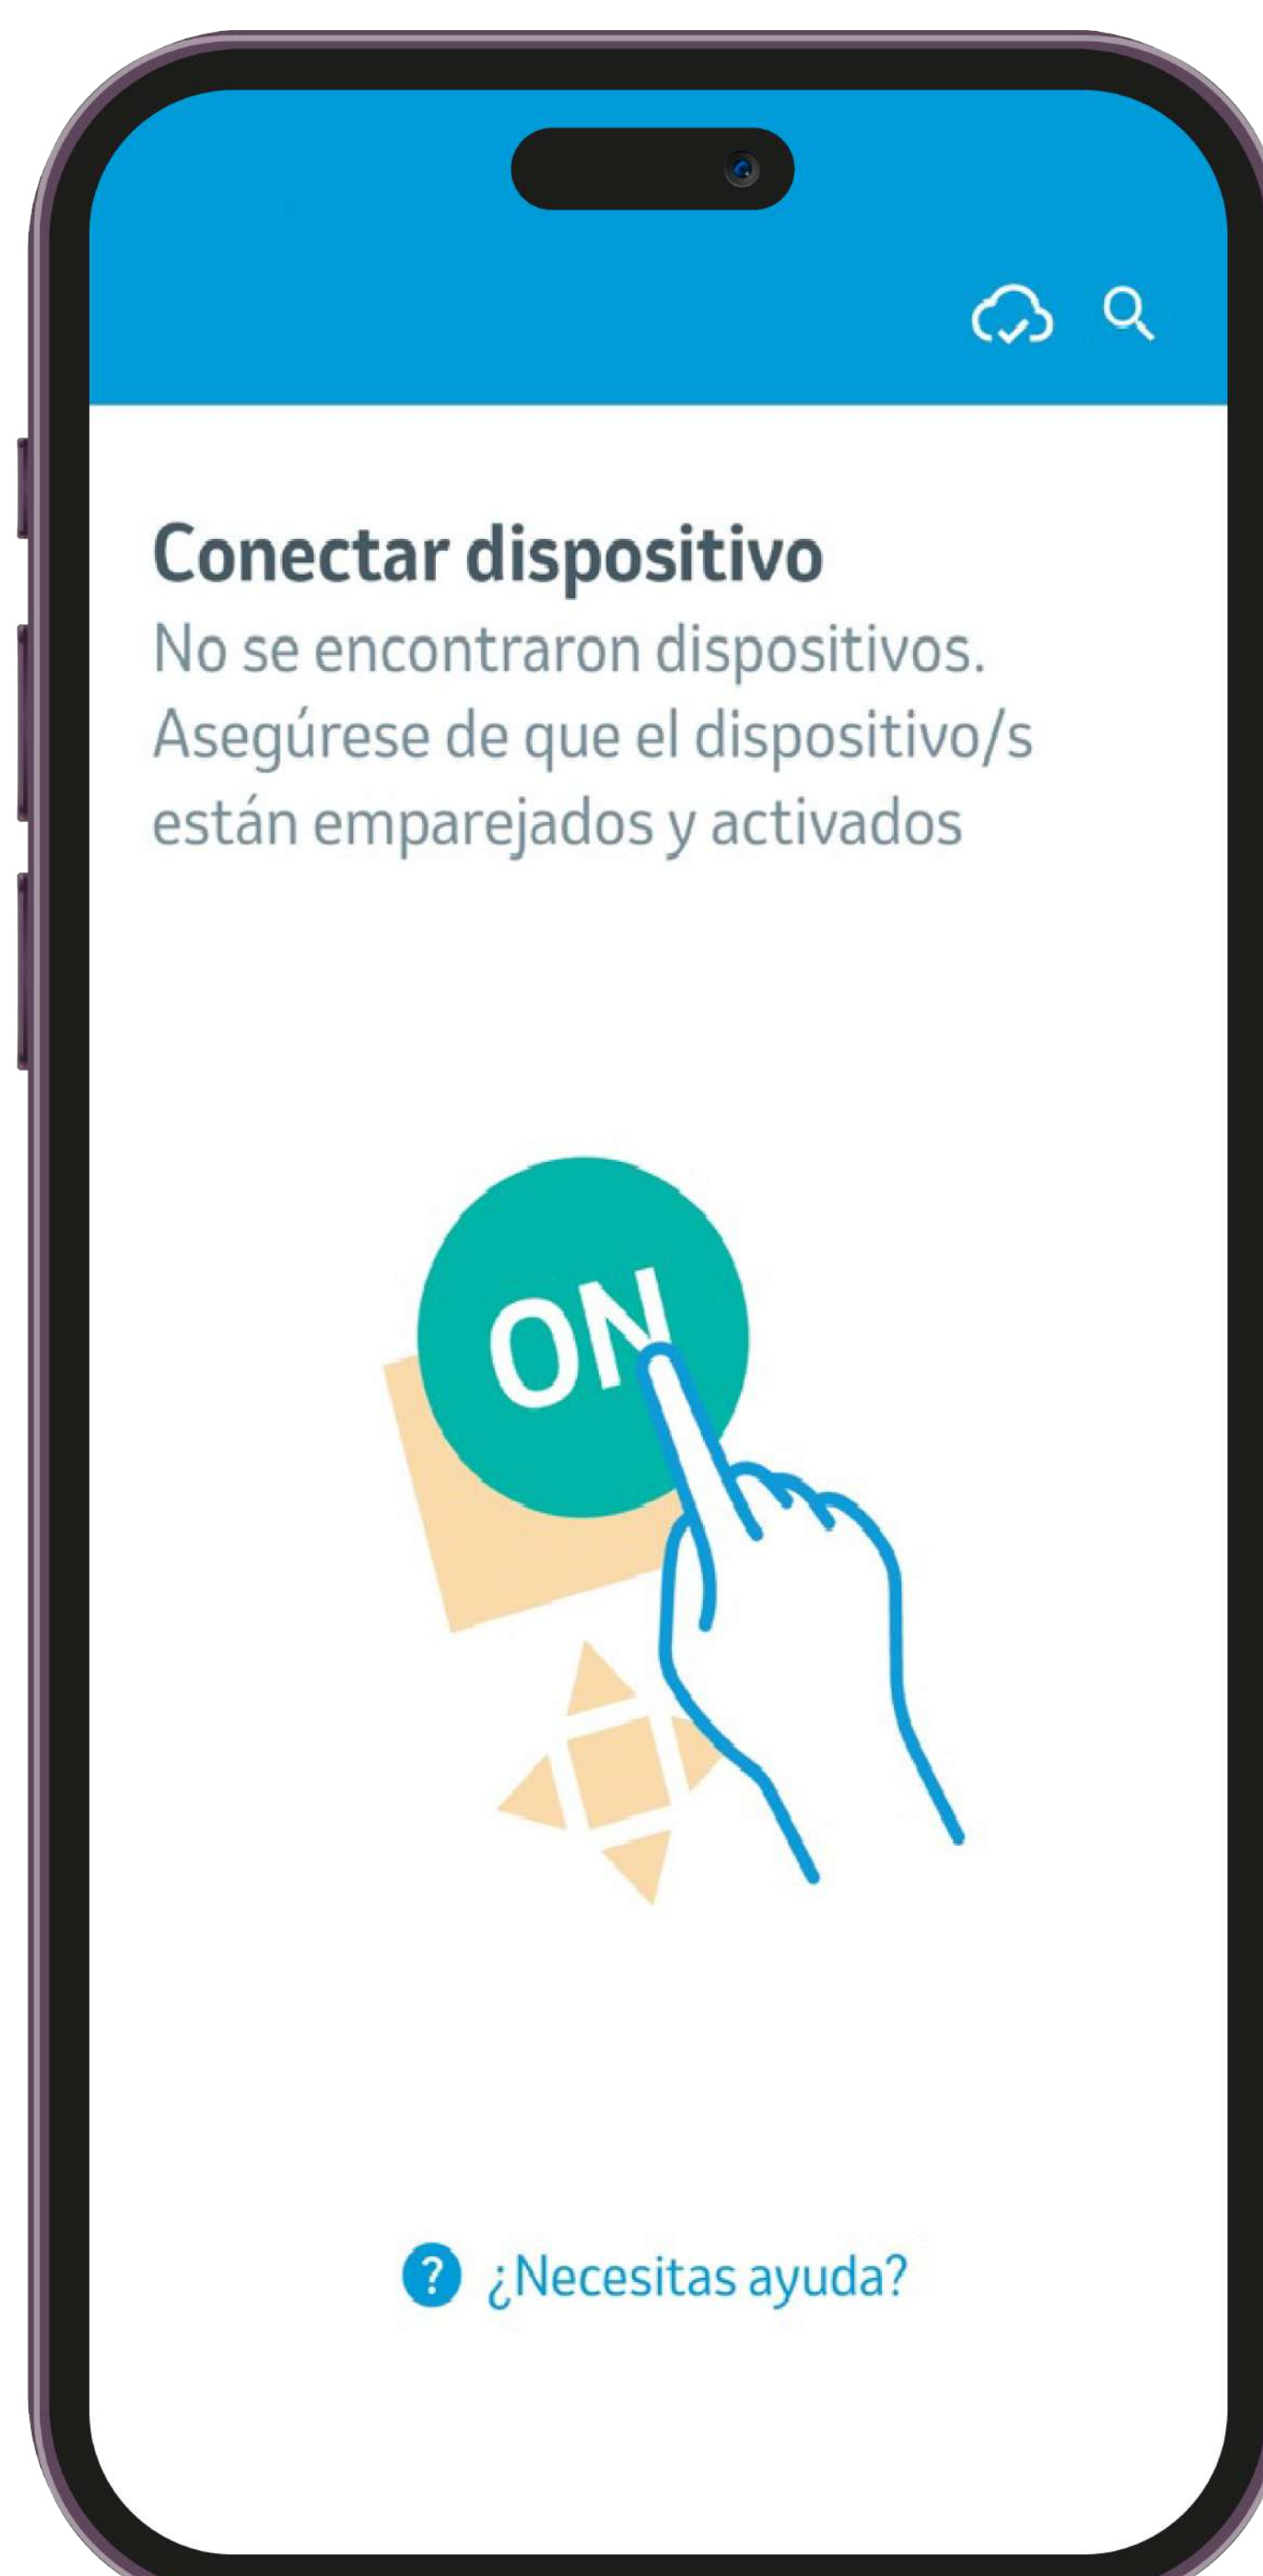 Conectar dispositivo
No se encontraron dispositivos.
Asegúrese de que el dispositivo/s
están emparejados y activados
ON
? ¿Necesitas ayuda?